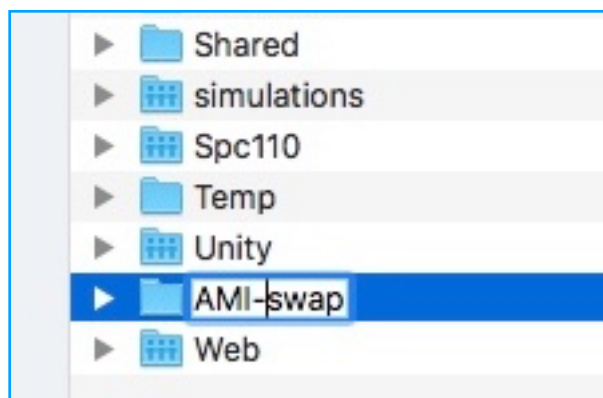 Shared
simulations
Spc110
Temp
Unity
AMI-swap
Web